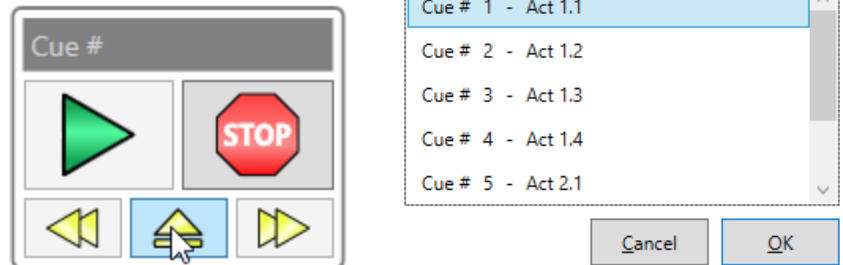 Cue #
STOP
Cue # 1 - Act 1.1
Cue # 2 - Act 1.2
Cue # 3 - Act 1.3
Cue # 4 - Act 1.4
Cue # 5 - Act 2.1
Cancel
OK